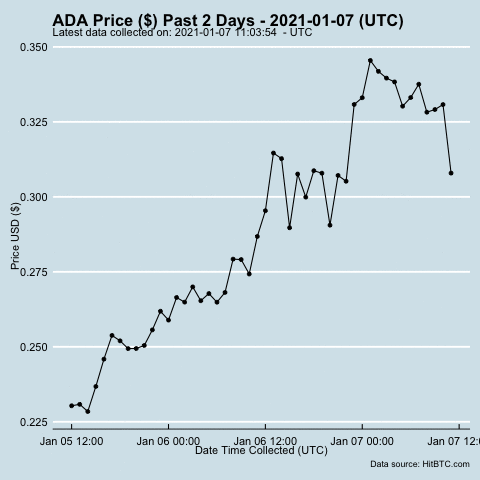 ADA Price ($) Past 2 Days - 2021-01-07 (UTC)
Latest data collected on: 2021-01-07 11:03:54  - UTC
0.350
0.325
0.300
0.275
0.250
0.225
Price USD ($)
Jan 05 12:00 Jan 06 00:00 Jan 06 12:00 Jan 07 00:00 Jan 07 12:
Date Time Collected (UTC)
Data source: HitBTC.com